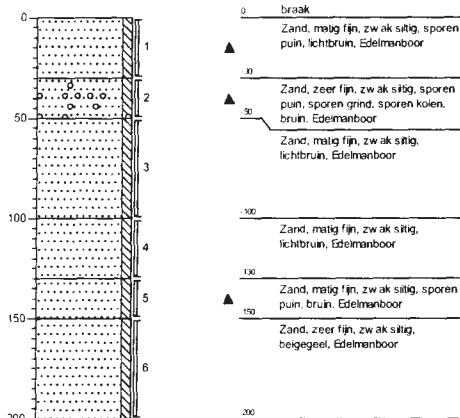 0
50
100
150
200
1
2
3
4
5
6
0 braak
Zand, matig fijn, zwak siltig, sporen
puin, lichtbruin, Edelmanboor
30
Zand, zeer fijn, zwak siltig, sporen
puin, sporen grind, sporen kolen,
bruin, Edelmanboor
50
Zand, matig fijn, zwak siltig,
lichtbruin, Edelmanboor
100
Zand, matig fijn, zwak siltig,
lichtbruin, Edelmanboor
130
Zand, matig fijn, zwak siltig, sporen
puin, bruin, Edelmanboor
150
Zand, zeer fijn, zwak siltig,
beigegeel, Edelmanboor
200